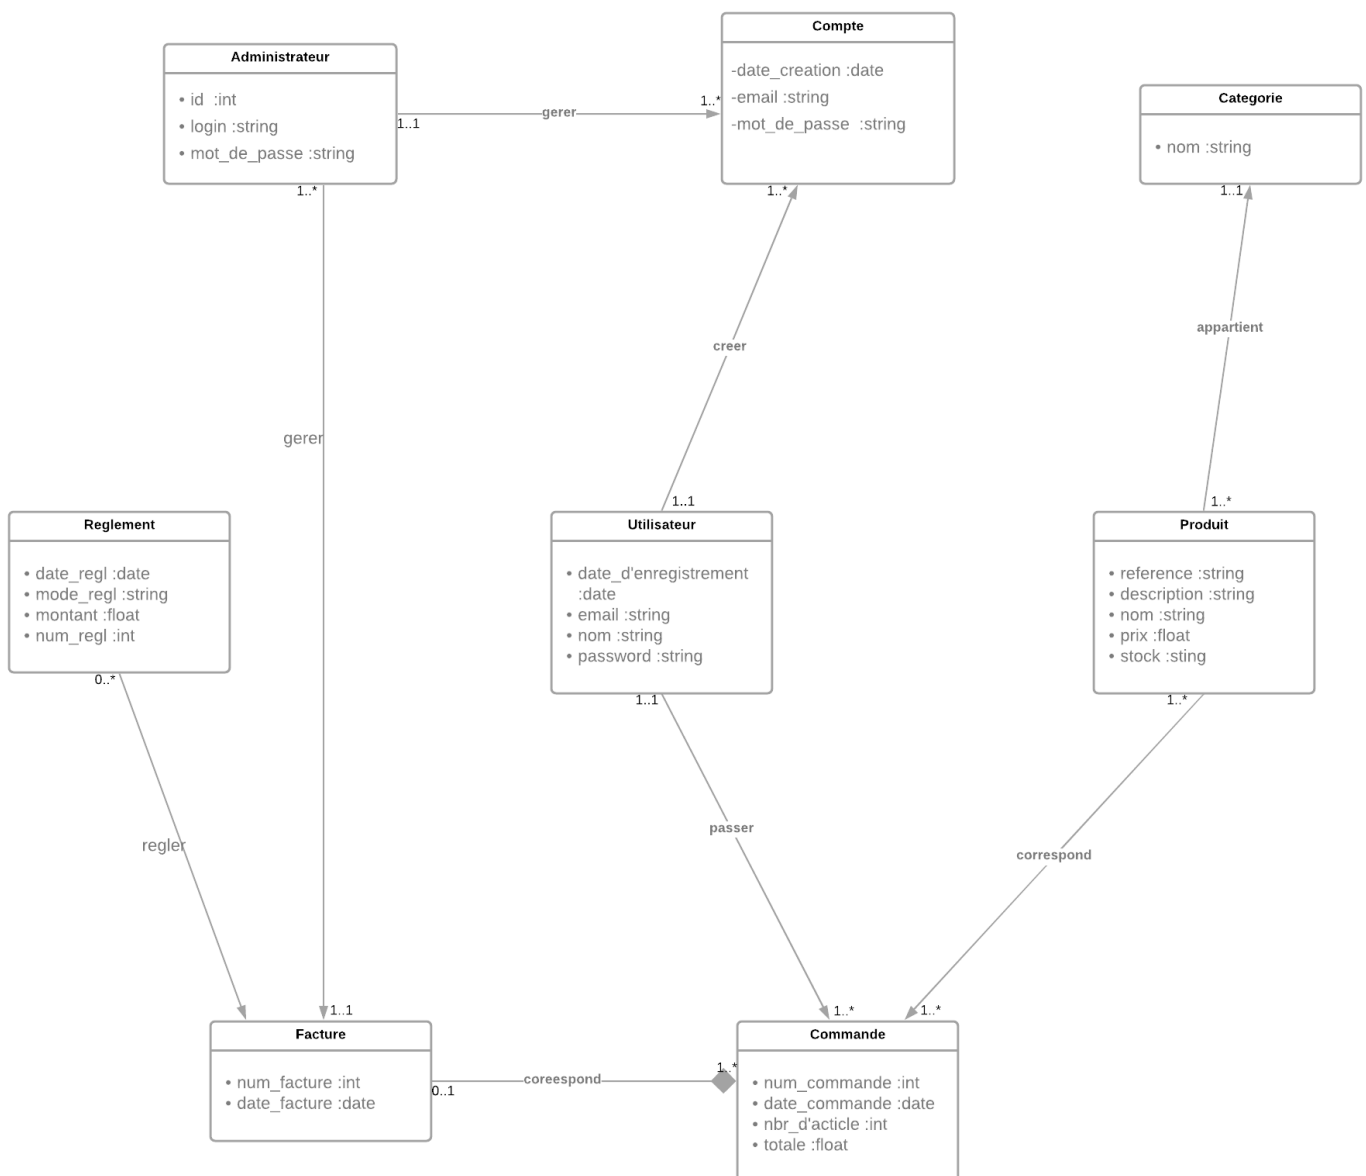 Compte
-date_creation :date
-email :string
-mot_de_passe  :string
Administrateur
• id  :int
• login :string
• mot_de_passe :string
Categorie
• nom :string
1..1
gerer
1..*
1..*
1..*
1..1
creer
appartient
gerer
1..1
1..*
Reglement
• date_regl :date
• mode_regl :string
• montant :float
• num_regl :int
Utilisateur
• date_d'enregistrement
:date
• email :string
• nom :string
• password :string
Produit
• reference :string
• description :string
• nom :string
• prix :float
• stock :sting
0..*
1..1
1..*
regler
passer
correspond
1..1
1..*
1..*
Facture
• num_facture :int
• date_facture :date
0..1
coreespond
1..*
Commande
• num_commande :int
• date_commande :date
• nbr_d'acticle :int
• totale :float